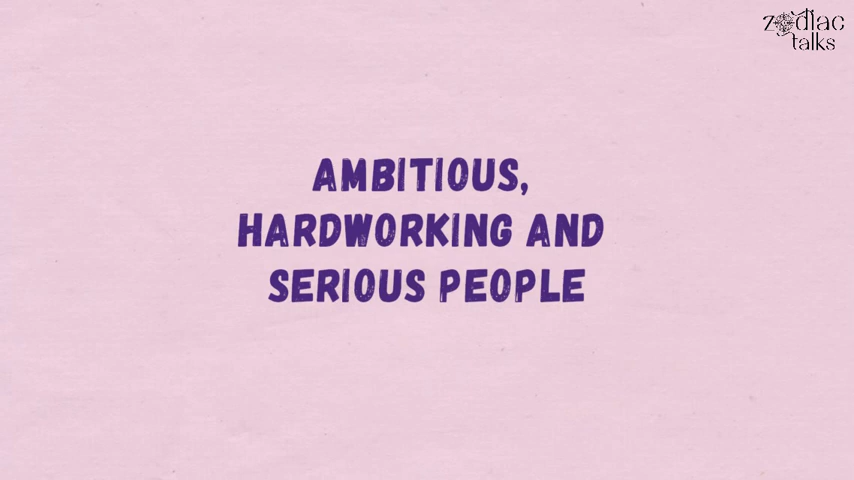 zodiac
talks
AMBITIOUS,
HARDWORKING AND
SERIOUS PEOPLE